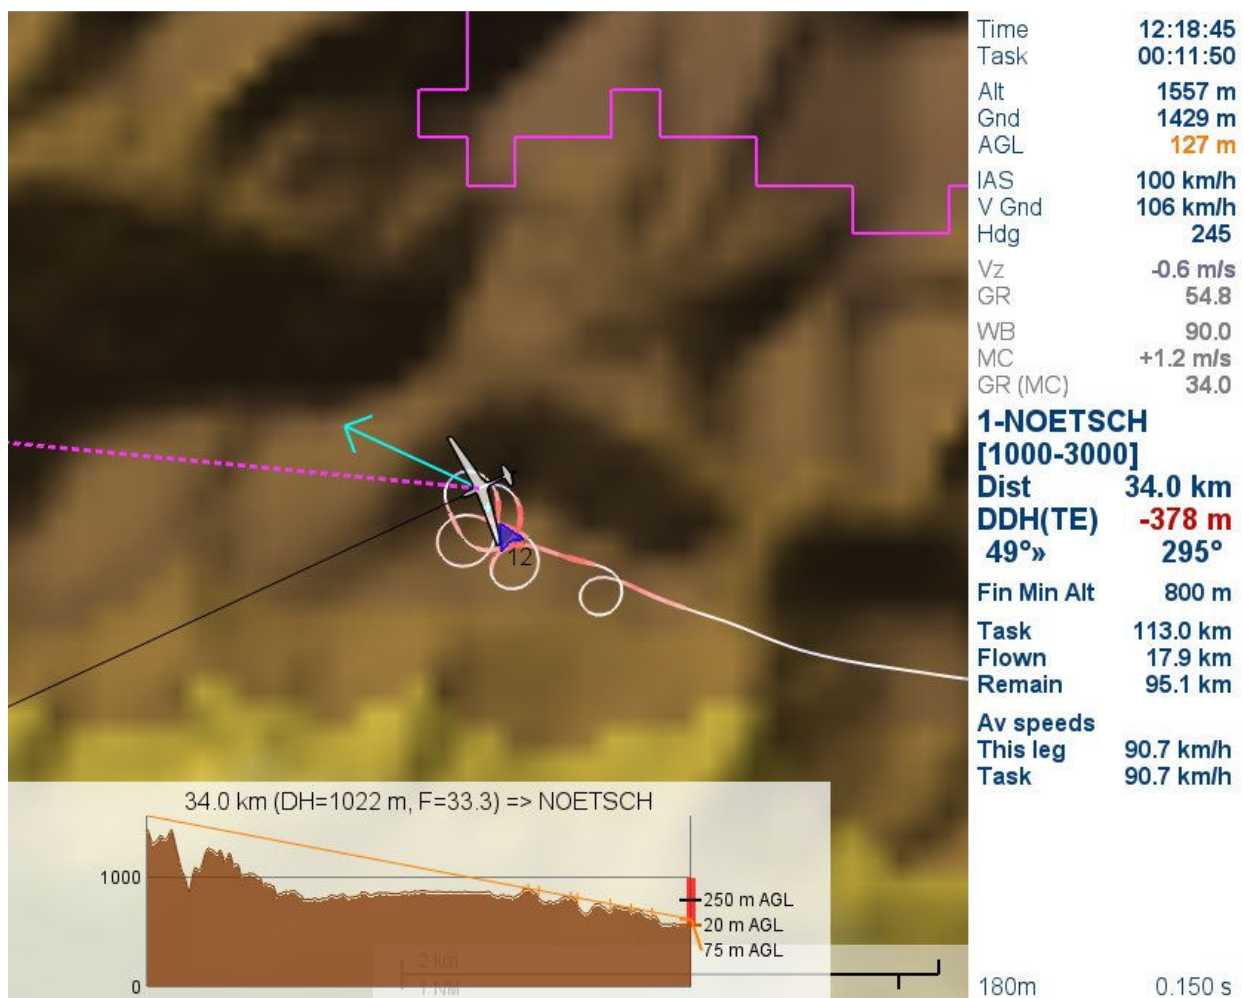 Time 12:18:45
Task 00:11:50
Alt 1557 m
Gnd 1429 m
AGL 127 m
IAS 100 km/h
V Gnd 106 km/h
Hdg 245
Vz -0.6 m/s
GR 54.8
WB 90.0
MC +1.2 m/s
GR (MC) 34.0
1-NOETSCH
[1000-3000]
Dist 34.0 km
DDH(TE) -378 m
49°» 295°
Fin Min Alt 800 m
Task 113.0 km
Flown 17.9 km
Remain 95.1 km
Av speeds
This leg 90.7 km/h
Task 90.7 km/h
180m 0.150 s
12
34.0 km (DH=1022 m, F=33.3) => NOETSCH
1000
250 m AGL
20 m AGL
75 m AGL
0
2 km
1 NM